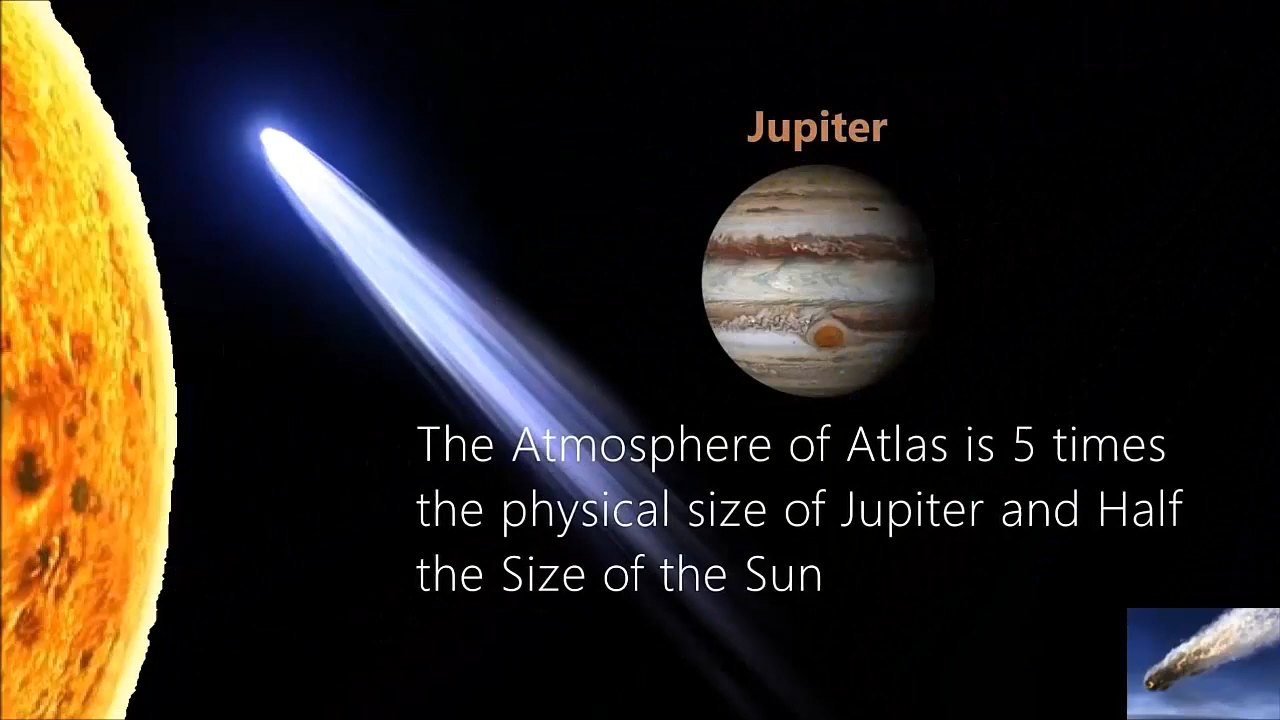 Jupiter
The Atmosphere of Atlas is 5 times
the physical size of Jupiter and Half
the Size of the Sun